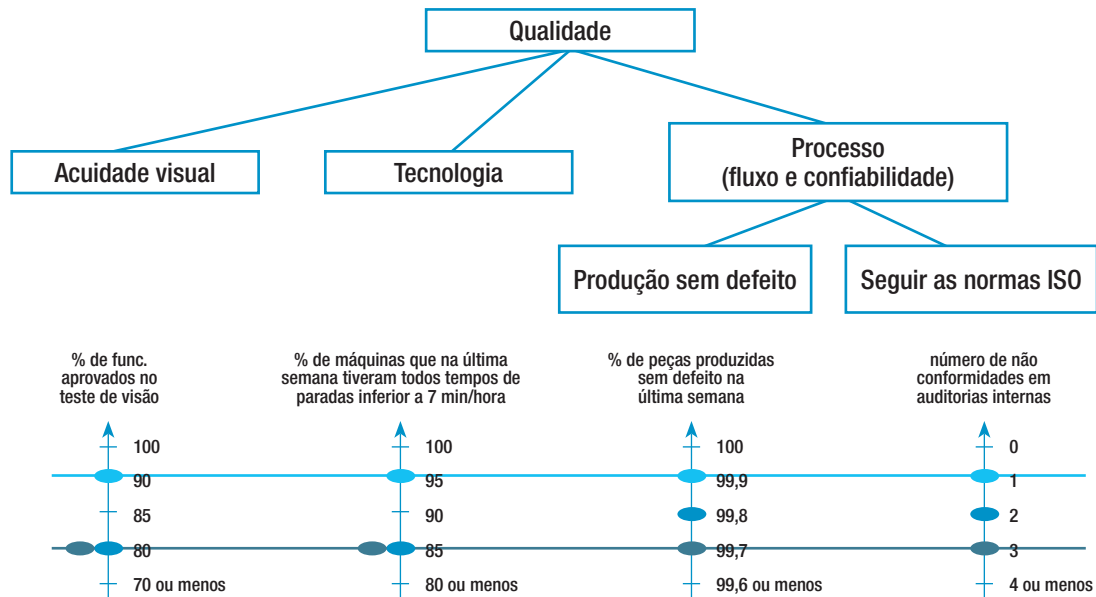 Qualidade
Acuidade visual
Tecnologia
Processo
(fluxo e confiabilidade)
Produção sem defeito
Seguir as normas ISO
% de func.
aprovados no
teste de visão
100
90
85
80
70 ou menos
% de máquinas que na última
semana tiveram todos tempos de
paradas inferior a 7 min/hora
100
95
90
85
80 ou menos
% de peças produzidas
sem defeito na
última semana
100
99,9
99,8
99,7
99,6 ou menos
número de não
conformidades em
auditorias internas
0
1
2
3
4 ou menos